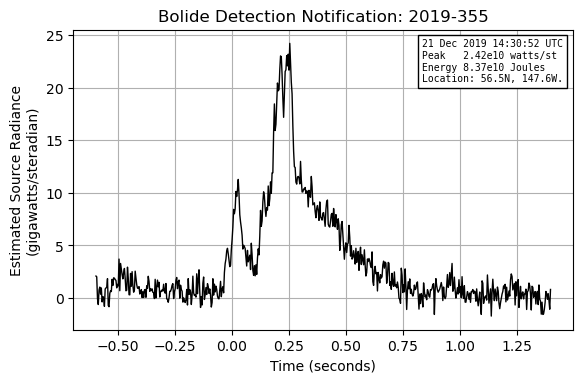 Bolide Detection Notification: 2019-355
21 Dec 2019 14:30:52 UTC
Peak   2.42e10 watts/st
Energy 8.37e10 Joules
Location: 56.5N, 147.6W.
Estimated Source Radiance
(gigawatts/steradian)
25
20
15
10
5
0
−0.50 −0.25 0.00 0.25 0.50 0.75 1.00 1.25
Time (seconds)